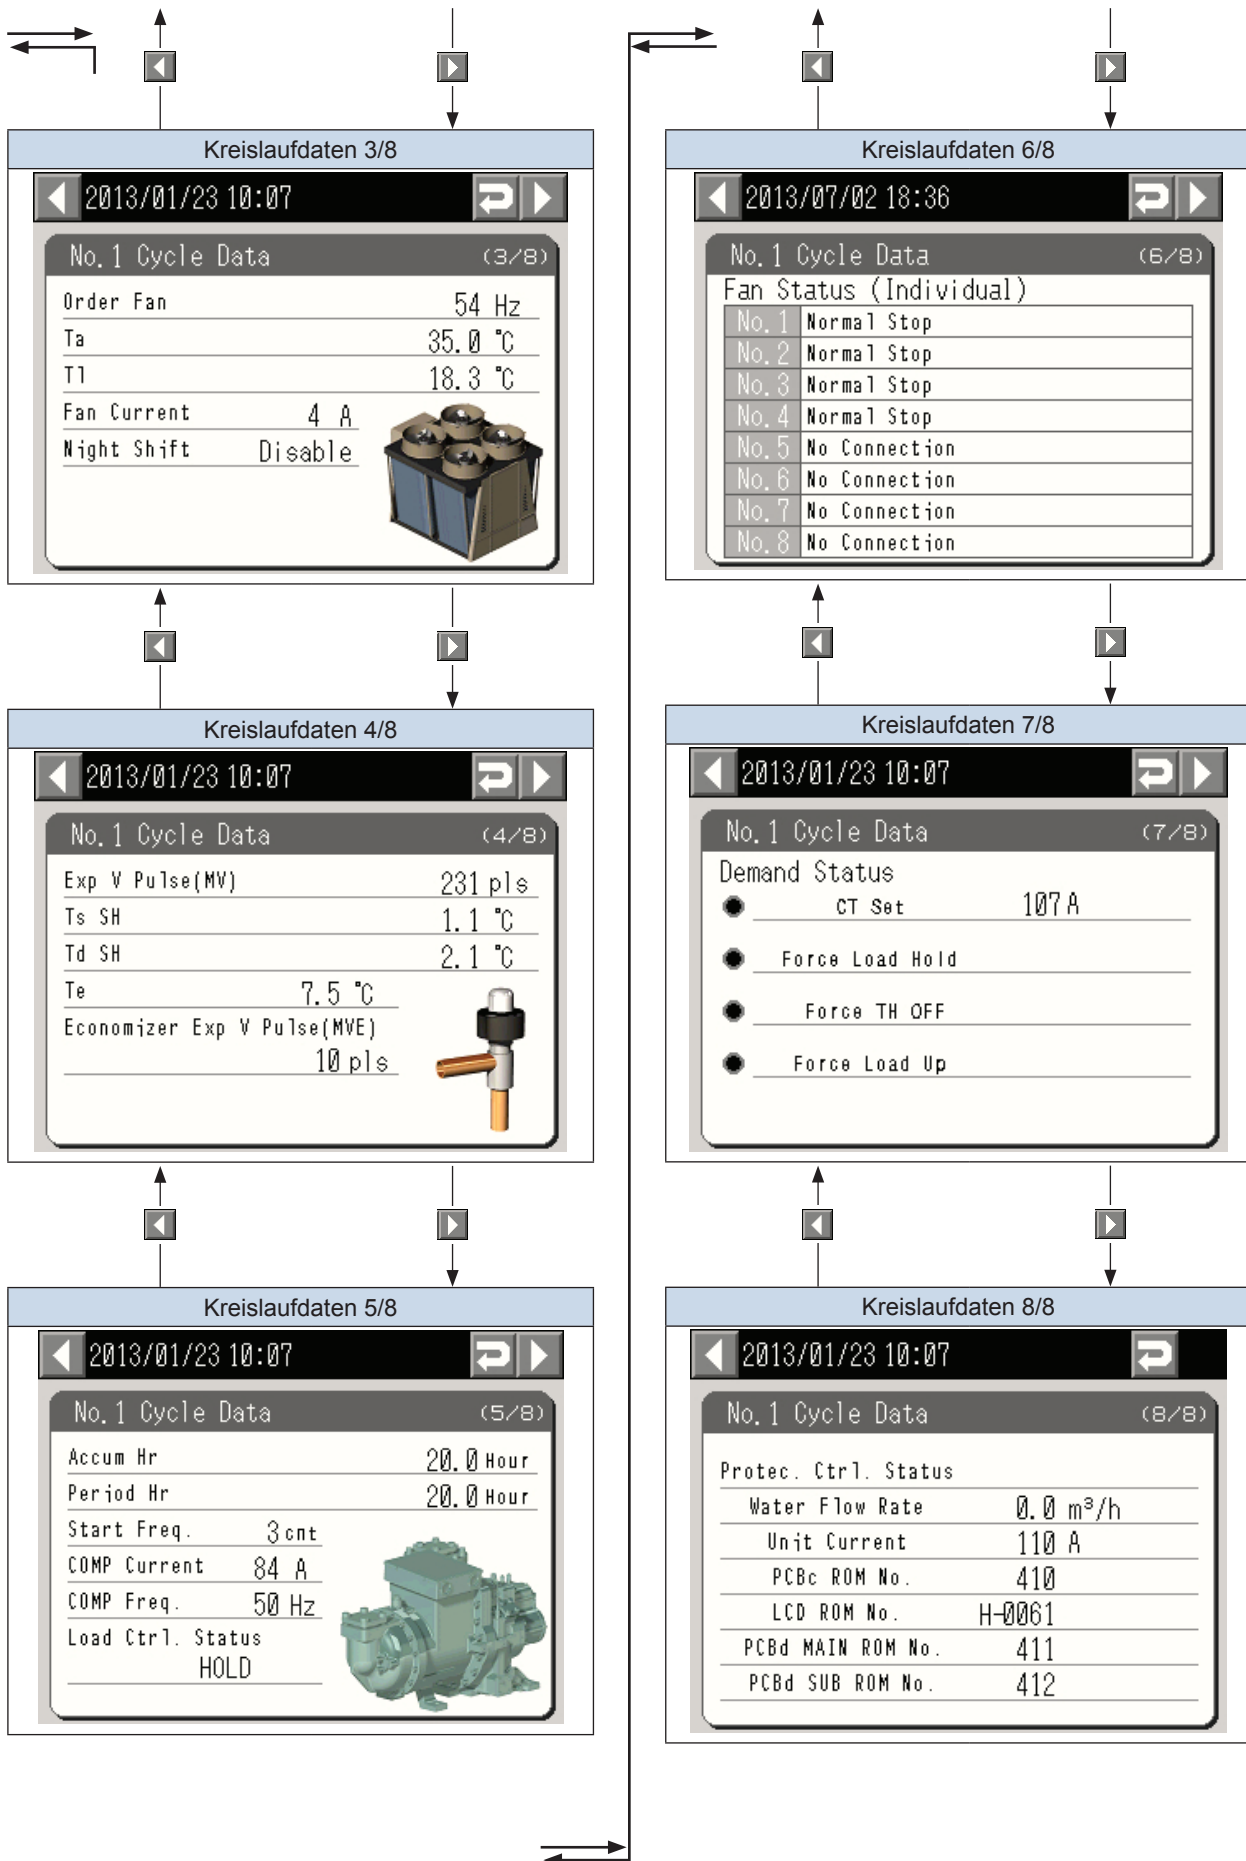 Kreislaufdaten 3/8
2013/01/23 10:07
No.1 Cycle Data (3/8)
Order Fan 54 Hz
Ta 35.0 ℃
Tl 18.3 ℃
Fan Current 4 A
Night Shift Disable
Kreislaufdaten 4/8
2013/01/23 10:07
No.1 Cycle Data (4/8)
Exp V Pulse(MV) 231 pls
Ts SH 1.1 ℃
Td SH 2.1 ℃
Te 7.5 ℃
Economizer Exp V Pulse(MVE)
10 pls
Kreislaufdaten 5/8
2013/01/23 10:07
No.1 Cycle Data (5/8)
Accum Hr 20.0 Hour
Period Hr 20.0 Hour
Start Freq. 3 cnt
COMP Current 84 A
COMP Freq. 50 Hz
Load Ctrl. Status
HOLD
Kreislaufdaten 6/8
2013/07/02 18:36
No.1 Cycle Data (6/8)
Fan Status (Individual)
No.1 Normal Stop
No.2 Normal Stop
No.3 Normal Stop
No.4 Normal Stop
No.5 No Connection
No.6 No Connection
No.7 No Connection
No.8 No Connection
Kreislaufdaten 7/8
2013/01/23 10:07
No.1 Cycle Data (7/8)
Demand Status
CT Set 107 A
Force Load Hold
Force TH OFF
Force Load Up
Kreislaufdaten 8/8
2013/01/23 10:07
No.1 Cycle Data (8/8)
Protec. Ctrl. Status
Water Flow Rate 0.0 m³/h
Unit Current 110 A
PCBc ROM No. 410
LCD ROM No. H-0061
PCBd MAIN ROM No. 411
PCBd SUB ROM No. 412